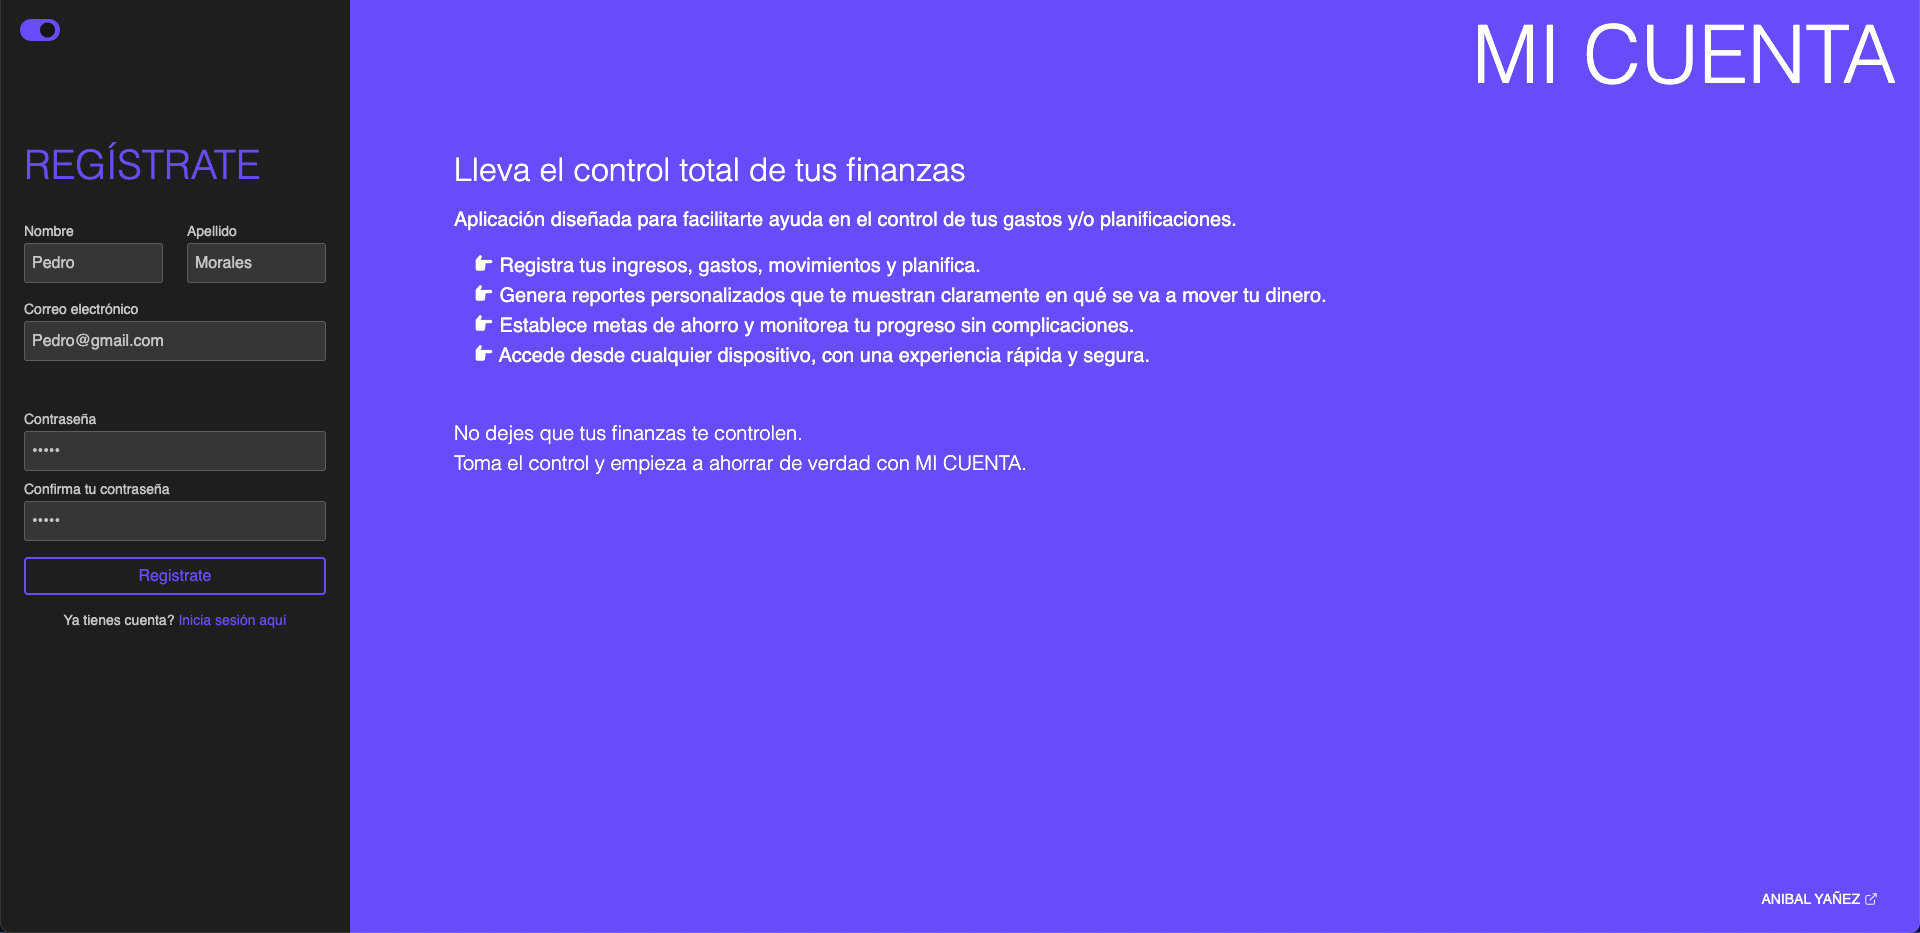 MI CUENTA
REGÍSTRATE
Nombre
Apellido
Pedro
Morales
Correo electrónico
Pedro@gmail.com
Contraseña
•••••
Confirma tu contraseña
•••••
Registrate
Ya tienes cuenta? Inicia sesión aquí
Lleva el control total de tus finanzas
Aplicación diseñada para facilitarte ayuda en el control de tus gastos y/o planificaciones.
Registra tus ingresos, gastos, movimientos y planifica.
Genera reportes personalizados que te muestran claramente en qué se va a mover tu dinero.
Establece metas de ahorro y monitorea tu progreso sin complicaciones.
Accede desde cualquier dispositivo, con una experiencia rápida y segura.
No dejes que tus finanzas te controlen.
Toma el control y empieza a ahorrar de verdad con MI CUENTA.
ANIBAL YAÑEZ